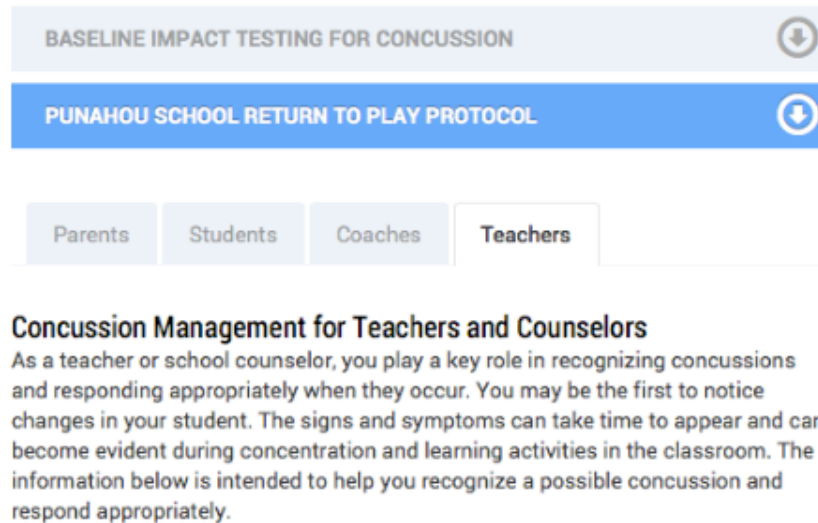 BASELINE IMPACT TESTING FOR CONCUSSION
PUNAHOU SCHOOL RETURN TO PLAY PROTOCOL
Parents Students Coaches Teachers
Concussion Management for Teachers and Counselors
As a teacher or school counselor, you play a key role in recognizing concussions
and responding appropriately when they occur. You may be the first to notice
changes in your student. The signs and symptoms can take time to appear and can
become evident during concentration and learning activities in the classroom. The
information below is intended to help you recognize a possible concussion and
respond appropriately.